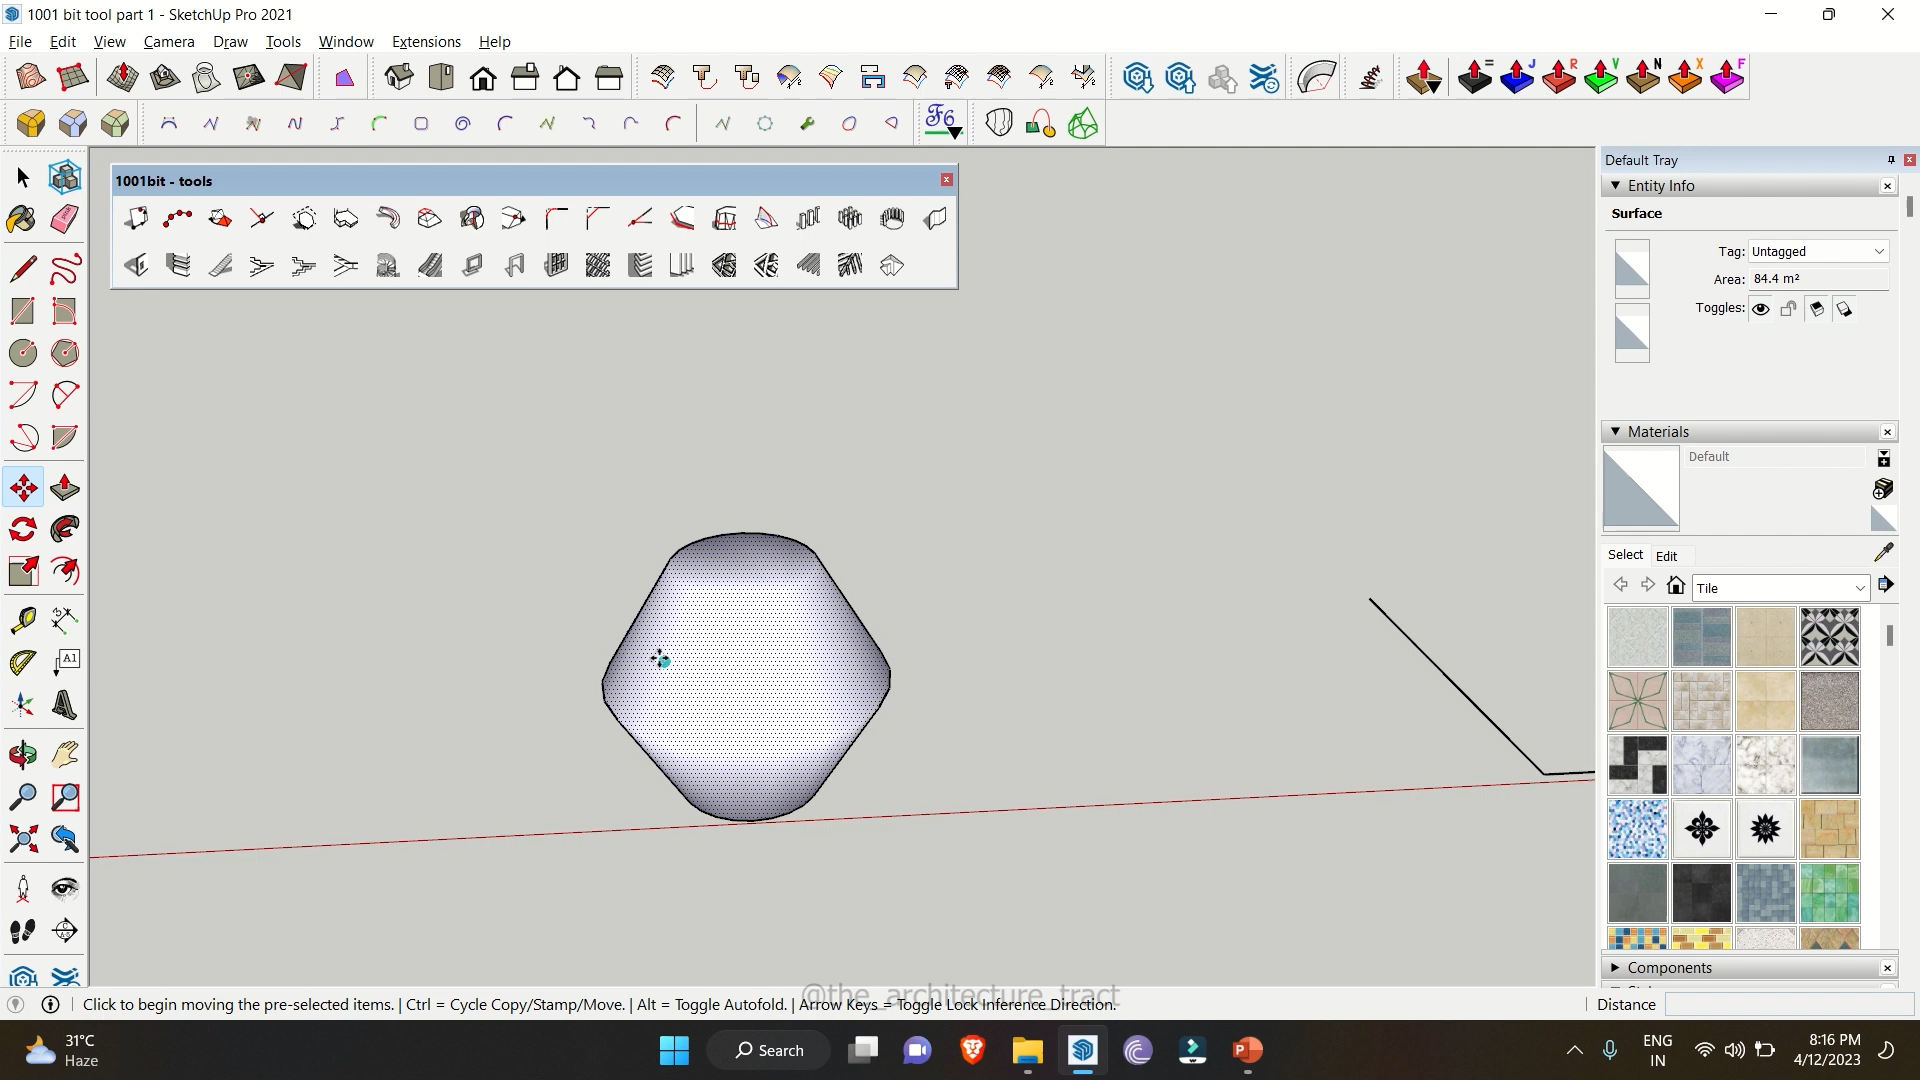 1001 bit tool part 1 - SketchUp Pro 2021
File Edit View Camera Draw Tools Window Extensions Help
= J R V N X F
F6
1001bit - tools
Default Tray
Entity Info
Surface
Tag: Untagged
Area: 84.4 m²
Toggles:
Materials
Default
Select Edit
Tile
A1
Components
@the_architecture_tract
Click to begin moving the pre-selected items. | Ctrl = Cycle Copy/Stamp/Move. | Alt = Toggle Autofold. | Arrow Keys = Toggle Lock Inference Direction.
Distance
31°C
Haze
Search
ENG
IN
8:16 PM
4/12/2023